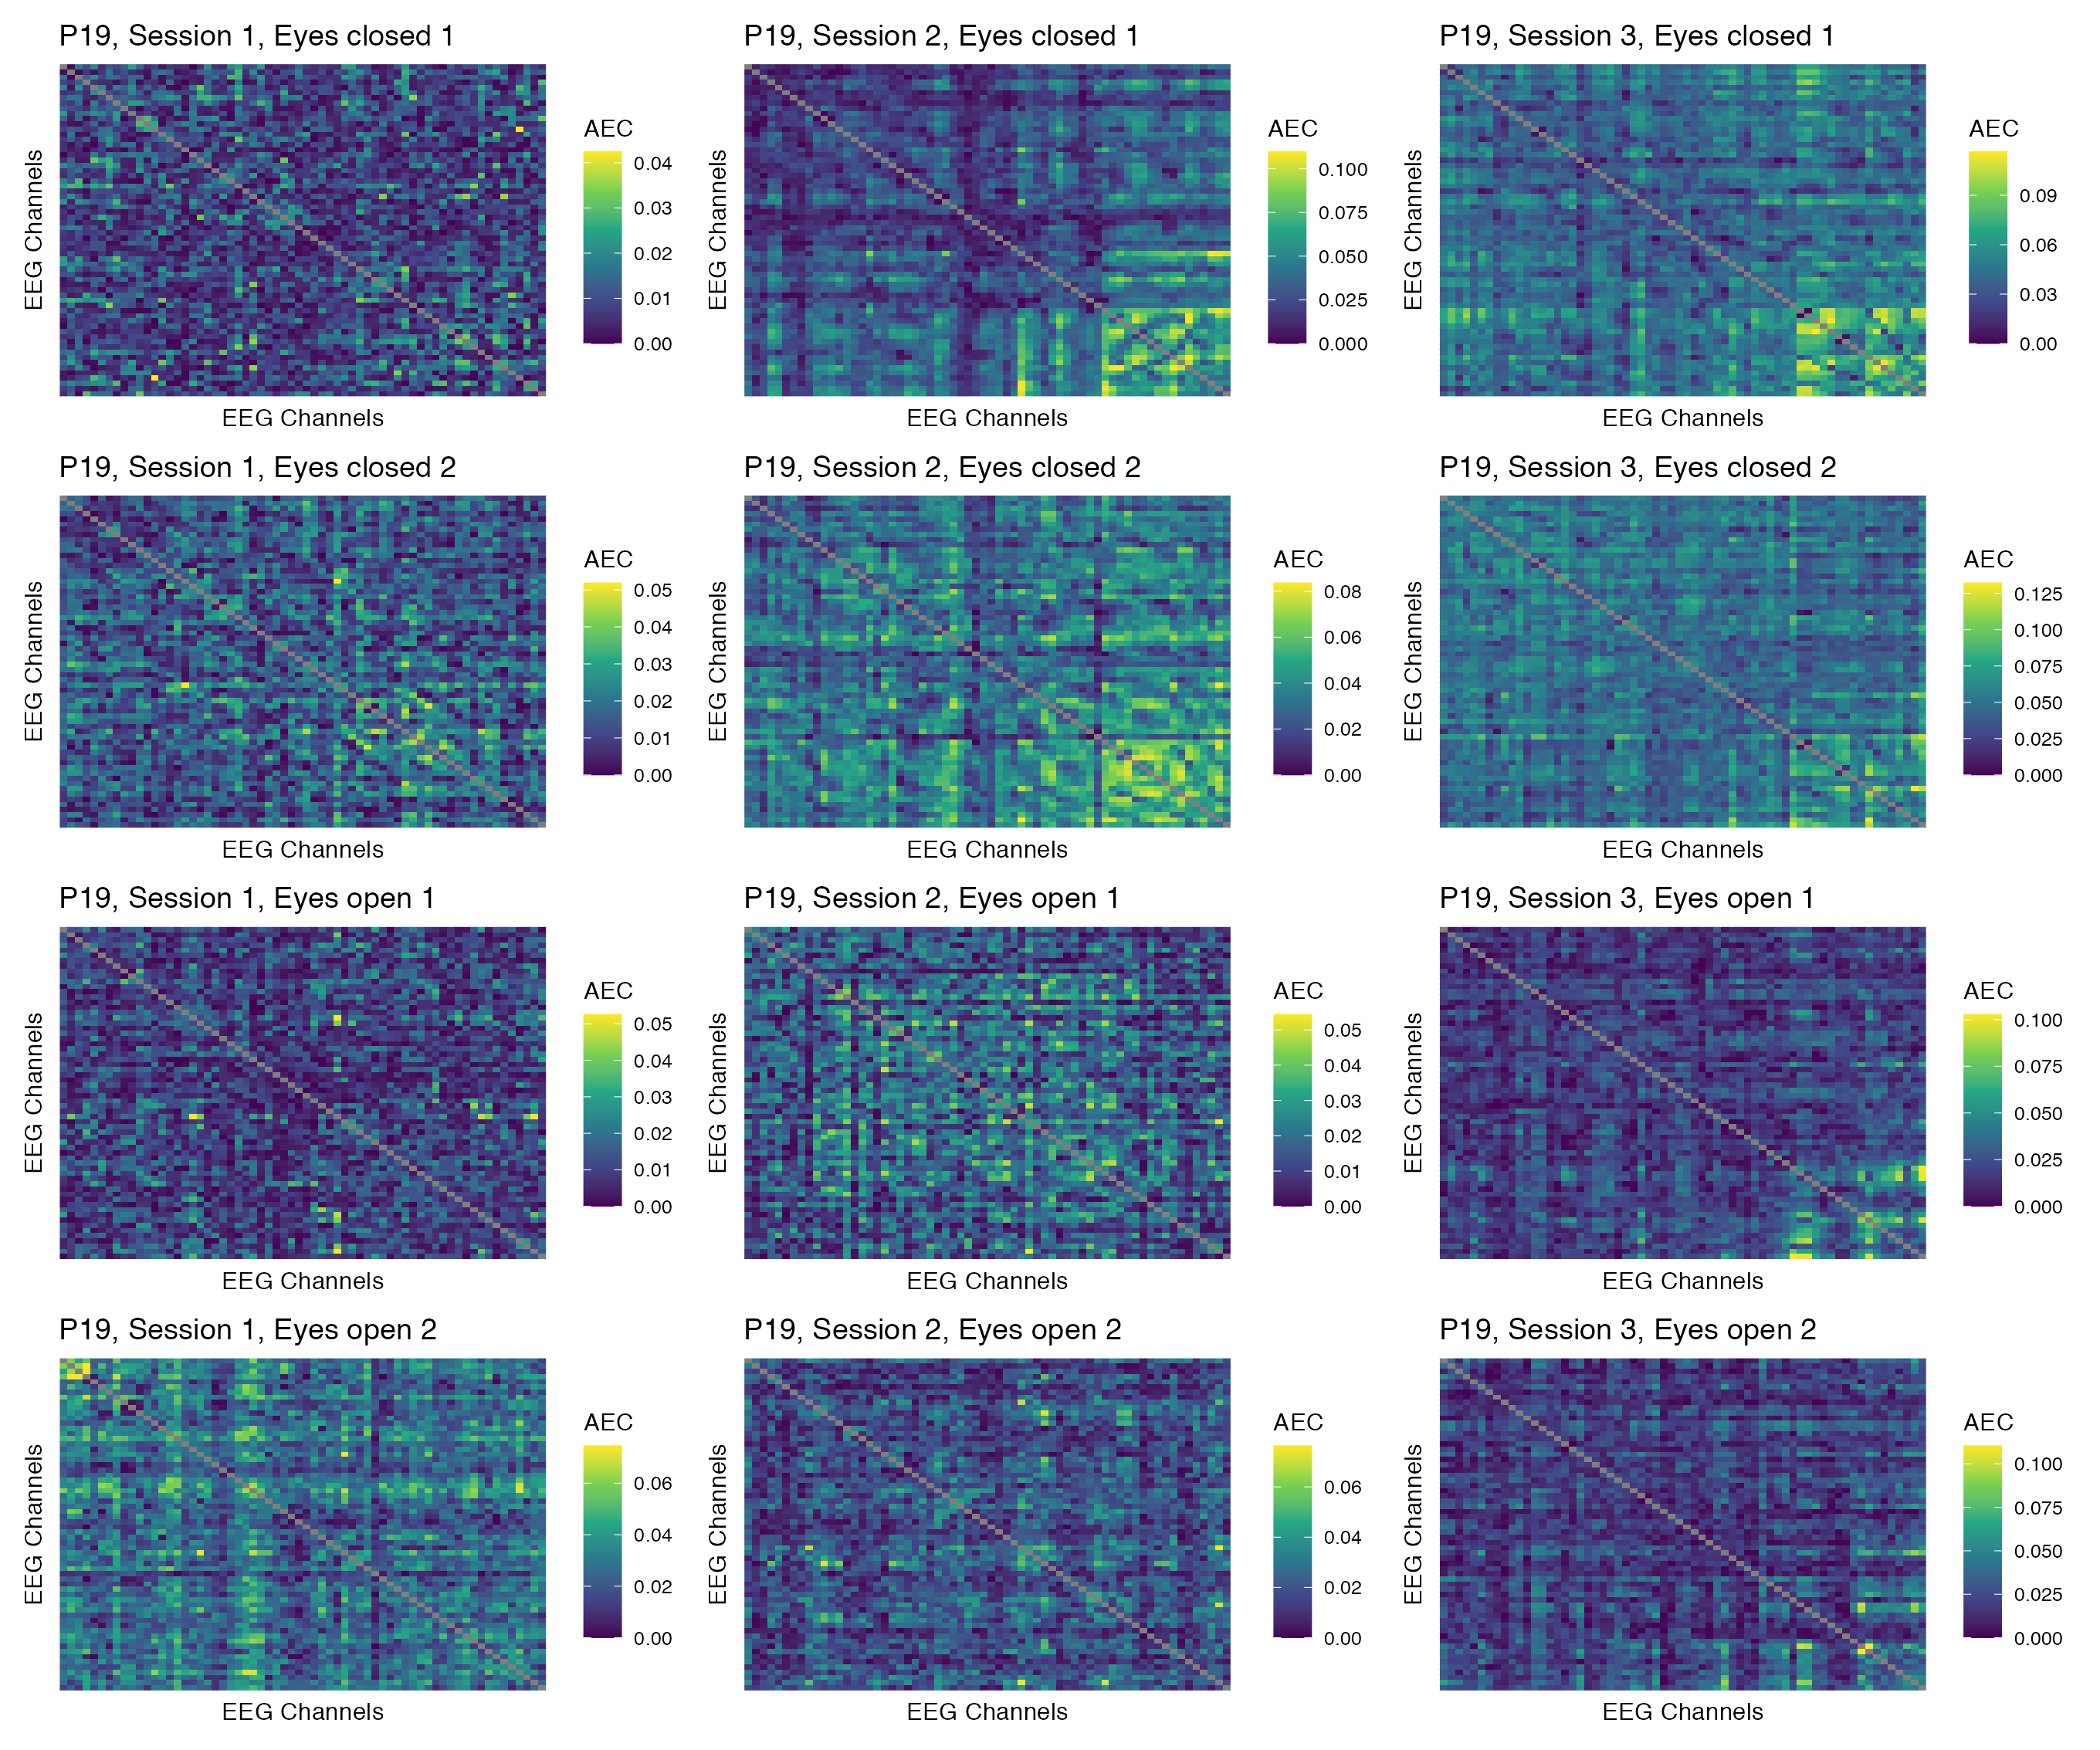 P19, Session 1, Eyes closed 1
EEG Channels
EEG Channels
AEC
0.04
0.03
0.02
0.01
0.00
P19, Session 2, Eyes closed 1
EEG Channels
EEG Channels
AEC
0.100
0.075
0.050
0.025
0.000
P19, Session 3, Eyes closed 1
EEG Channels
EEG Channels
AEC
0.09
0.06
0.03
0.00
P19, Session 1, Eyes closed 2
EEG Channels
EEG Channels
AEC
0.05
0.04
0.03
0.02
0.01
0.00
P19, Session 2, Eyes closed 2
EEG Channels
EEG Channels
AEC
0.08
0.06
0.04
0.02
0.00
P19, Session 3, Eyes closed 2
EEG Channels
EEG Channels
AEC
0.125
0.100
0.075
0.050
0.025
0.000
P19, Session 1, Eyes open 1
EEG Channels
EEG Channels
AEC
0.05
0.04
0.03
0.02
0.01
0.00
P19, Session 2, Eyes open 1
EEG Channels
EEG Channels
AEC
0.05
0.04
0.03
0.02
0.01
0.00
P19, Session 3, Eyes open 1
EEG Channels
EEG Channels
AEC
0.100
0.075
0.050
0.025
0.000
P19, Session 1, Eyes open 2
EEG Channels
EEG Channels
AEC
0.06
0.04
0.02
0.00
P19, Session 2, Eyes open 2
EEG Channels
EEG Channels
AEC
0.06
0.04
0.02
0.00
P19, Session 3, Eyes open 2
EEG Channels
EEG Channels
AEC
0.100
0.075
0.050
0.025
0.000